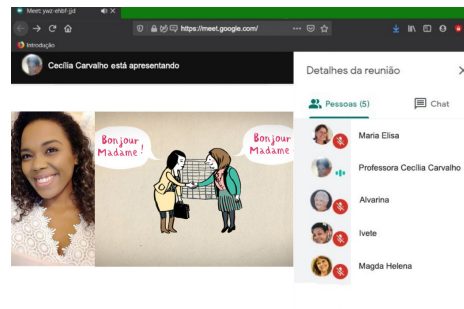 Meet: ywz-ehbf-jjd
https://meet.google.com/
Introdução
Cecília Carvalho está apresentando
Bonjour
Madame !
Bonjour
Madame
Detalhes da reunião
Pessoas (5)
Chat
Maria Elisa
Professora Cecília Carvalho
Alvarina
Ivete
Magda Helena